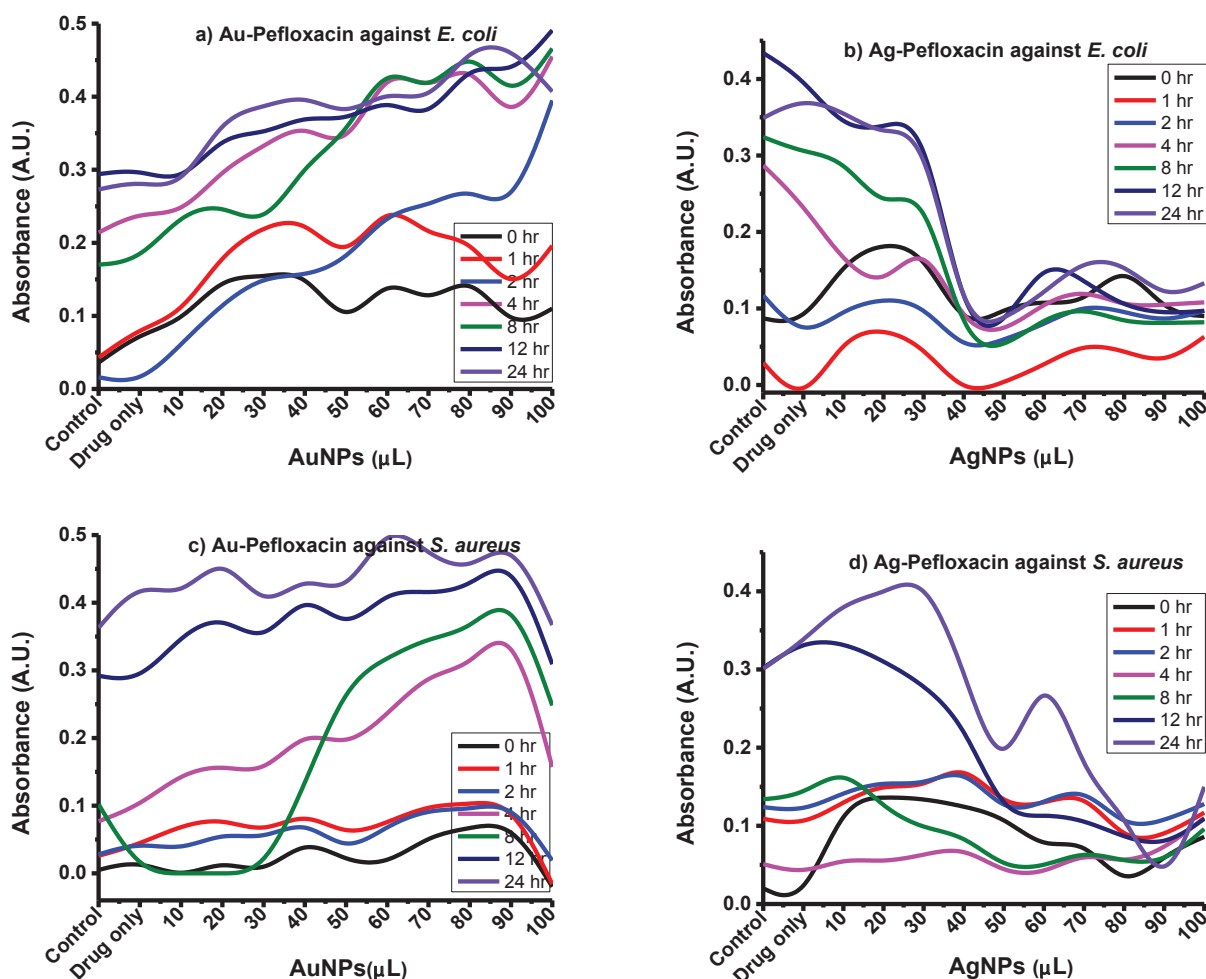 a) Au-Pefloxacin against E. coli
Absorbance (A.U.)
0.5
0.4
0.3
0.2
0.1
0.0
0 hr
1 hr
2 hr
4 hr
8 hr
12 hr
24 hr
Control
Drug only
10
20
30
40
50
60
70
80
90
100
AuNPs (µL)
b) Ag-Pefloxacin against E. coli
Absorbance (A.U.)
0.4
0.3
0.2
0.1
0.0
0 hr
1 hr
2 hr
4 hr
8 hr
12 hr
24 hr
Control
Drug only
10
20
30
40
50
60
70
80
90
100
AgNPs (µL)
c) Au-Pefloxacin against S. aureus
Absorbance (A.U.)
0.5
0.4
0.3
0.2
0.1
0.0
0 hr
1 hr
2 hr
4 hr
8 hr
12 hr
24 hr
Control
Drug only
10
20
30
40
50
60
70
80
90
100
AuNPs(µL)
d) Ag-Pefloxacin against S. aureus
Absorbance (A.U.)
0.4
0.3
0.2
0.1
0.0
0 hr
1 hr
2 hr
4 hr
8 hr
12 hr
24 hr
Control
Drug only
10
20
30
40
50
60
70
80
90
100
AgNPs (µL)